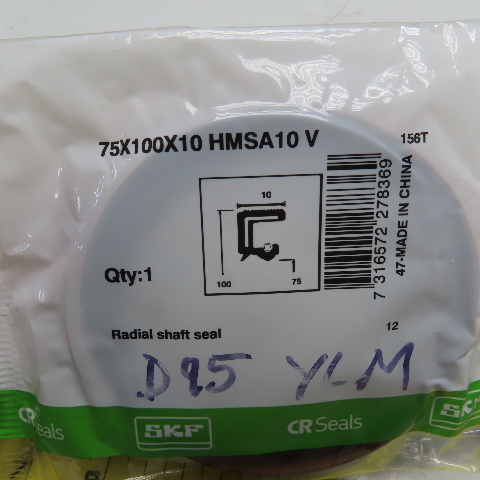 75X100X10 HMSA10 V
156T
10
100
75
Qty:1
7 316572 278369
47-MADE IN CHINA
Radial shaft seal
12
D95 YLM
CR Seals
SKF
CR Seals